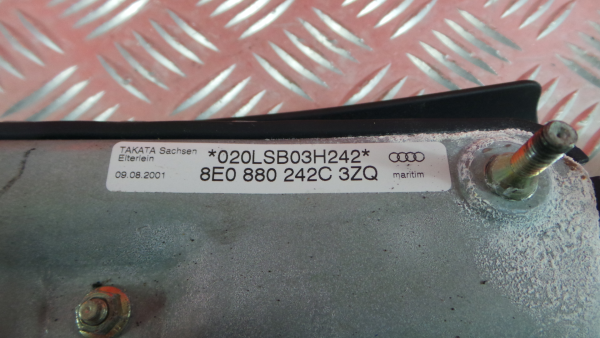 TAKATA Sachsen
Elterlein
*020LSB03H242*
09.08.2001
8E0 880 242C 3ZQ
maritim